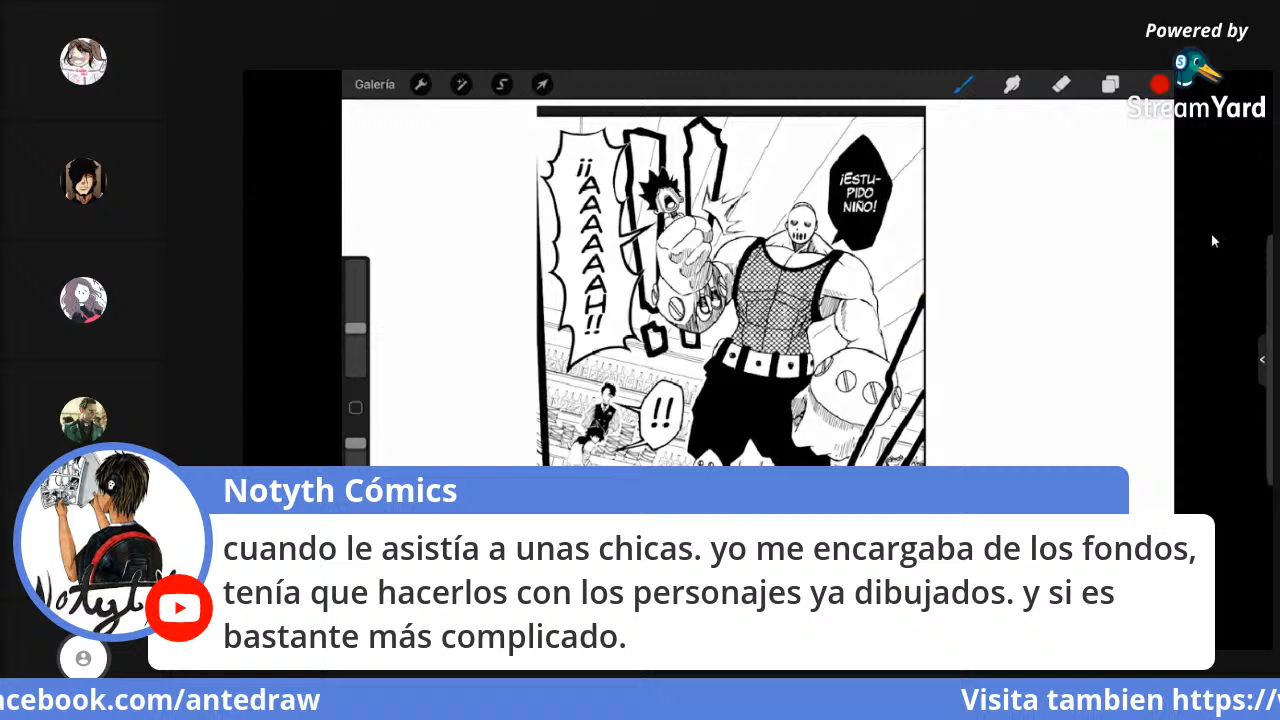 Powered by
StreamYard
Galería
¡¡AAAAAAH!!
¡ESTU-
PIDO
NIÑO!
!!
Notyth Cómics
cuando le asistía a unas chicas. yo me encargaba de los fondos,
tenía que hacerlos con los personajes ya dibujados. y si es
bastante más complicado.
acebook.com/antedraw
Visita tambien https://